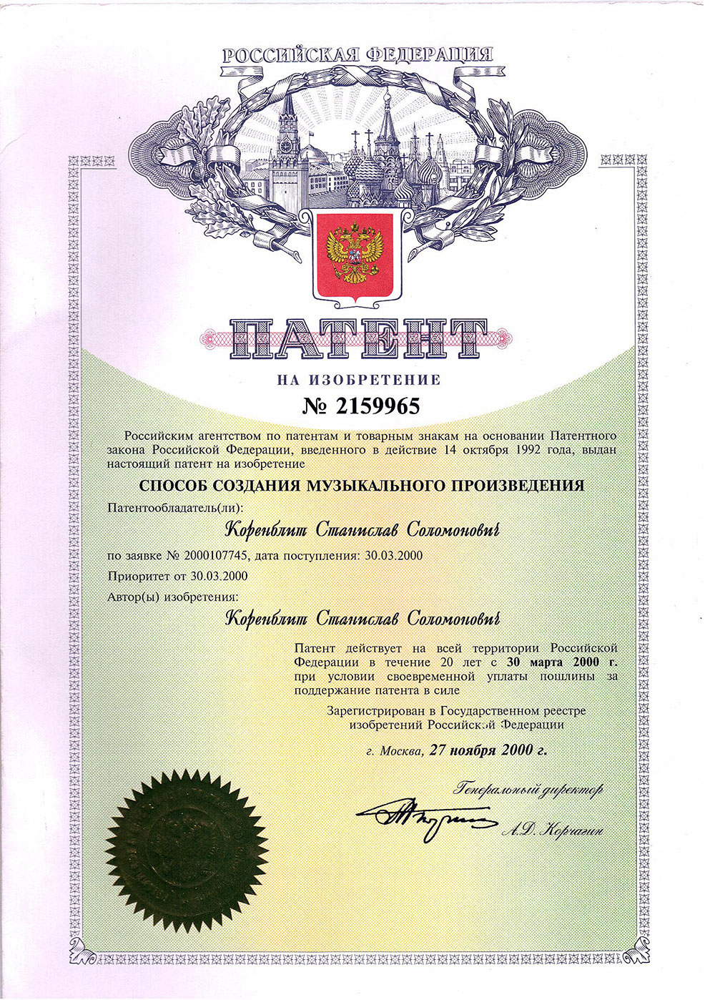 РОССИЙСКАЯ ФЕДЕРАЦИЯ
ПАТЕНТ
НА ИЗОБРЕТЕНИЕ
№ 2159965
Российским агентством по патентам и товарным знакам на основании Патентного
закона Российской Федерации, введенного в действие 14 октября 1992 года, выдан
настоящий патент на изобретение
СПОСОБ СОЗДАНИЯ МУЗЫКАЛЬНОГО ПРОИЗВЕДЕНИЯ
Патентообладатель(ли):
Коренблит Станислав Соломонович
по заявке № 2000107745, дата поступления: 30.03.2000
Приоритет от 30.03.2000
Автор(ы) изобретения:
Коренблит Станислав Соломонович
Патент действует на всей территории Российской
Федерации в течение 20 лет с 30 марта 2000 г.
при условии своевременной уплаты пошлины за
поддержание патента в силе
Зарегистрирован в Государственном реестре
изобретений Российской Федерации
г. Москва, 27 ноября 2000 г.
Генеральный директор
А.Д. Корчагин